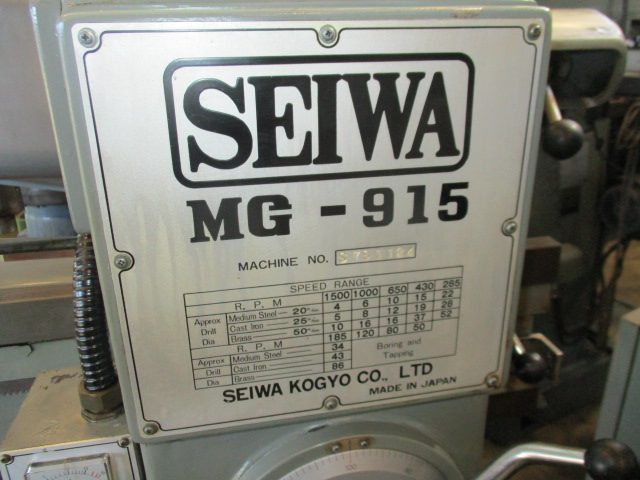 SEIWA
MG - 915
MACHINE NO.
SPEED RANGE
R. P. M 1500 1000 650 430 285
Approx Medium Steel 20 4 6 10 15 22
Drill Cast Iron 25 5 8 12 19
Dia Brass 50 10 16 37 52
R. P. M 185 120 80 50
Approx Medium Steel 34 Boring and
Drill Cast Iron 43 Tapping
Dia Brass 86
SEIWA KOGYO CO., LTD
MADE IN JAPAN
100